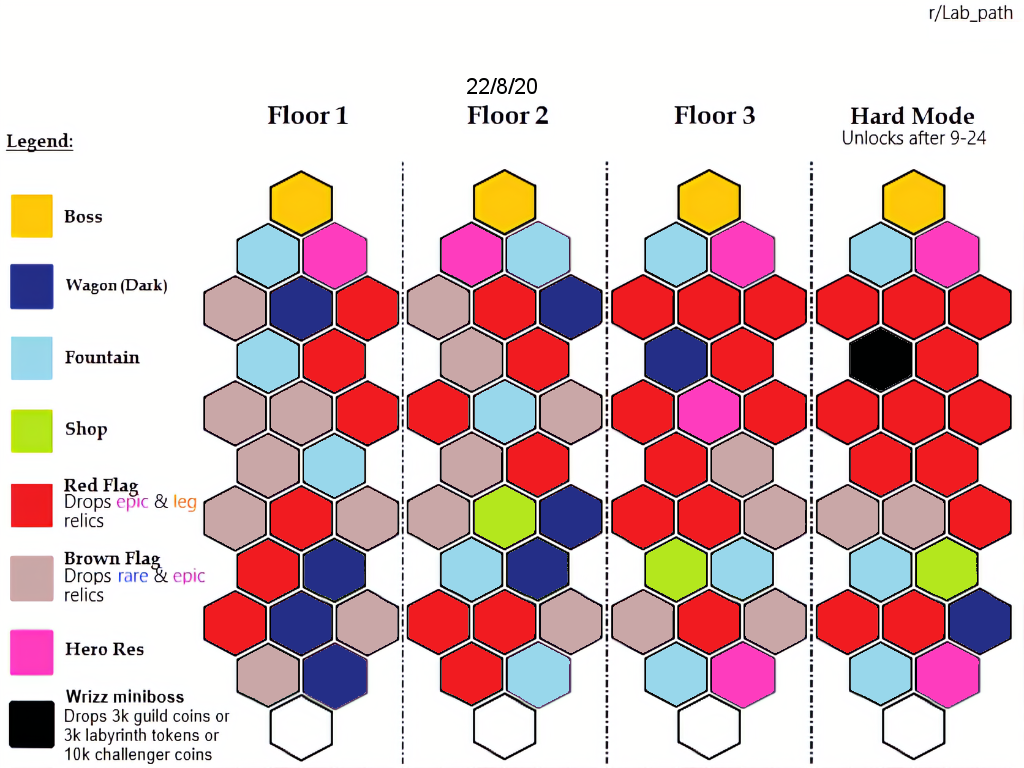 r/Lab_path
22/8/20
Floor 1
Floor 2
Floor 3
Hard Mode
Unlocks after 9-24
Legend:
Boss
Wagon (Dark)
Fountain
Shop
Red Flag
Drops epic & leg
relics
Brown Flag
Drops rare & epic
relics
Hero Res
Wrizz miniboss
Drops 3k guild coins or
3k labyrinth tokens or
10k challenger coins